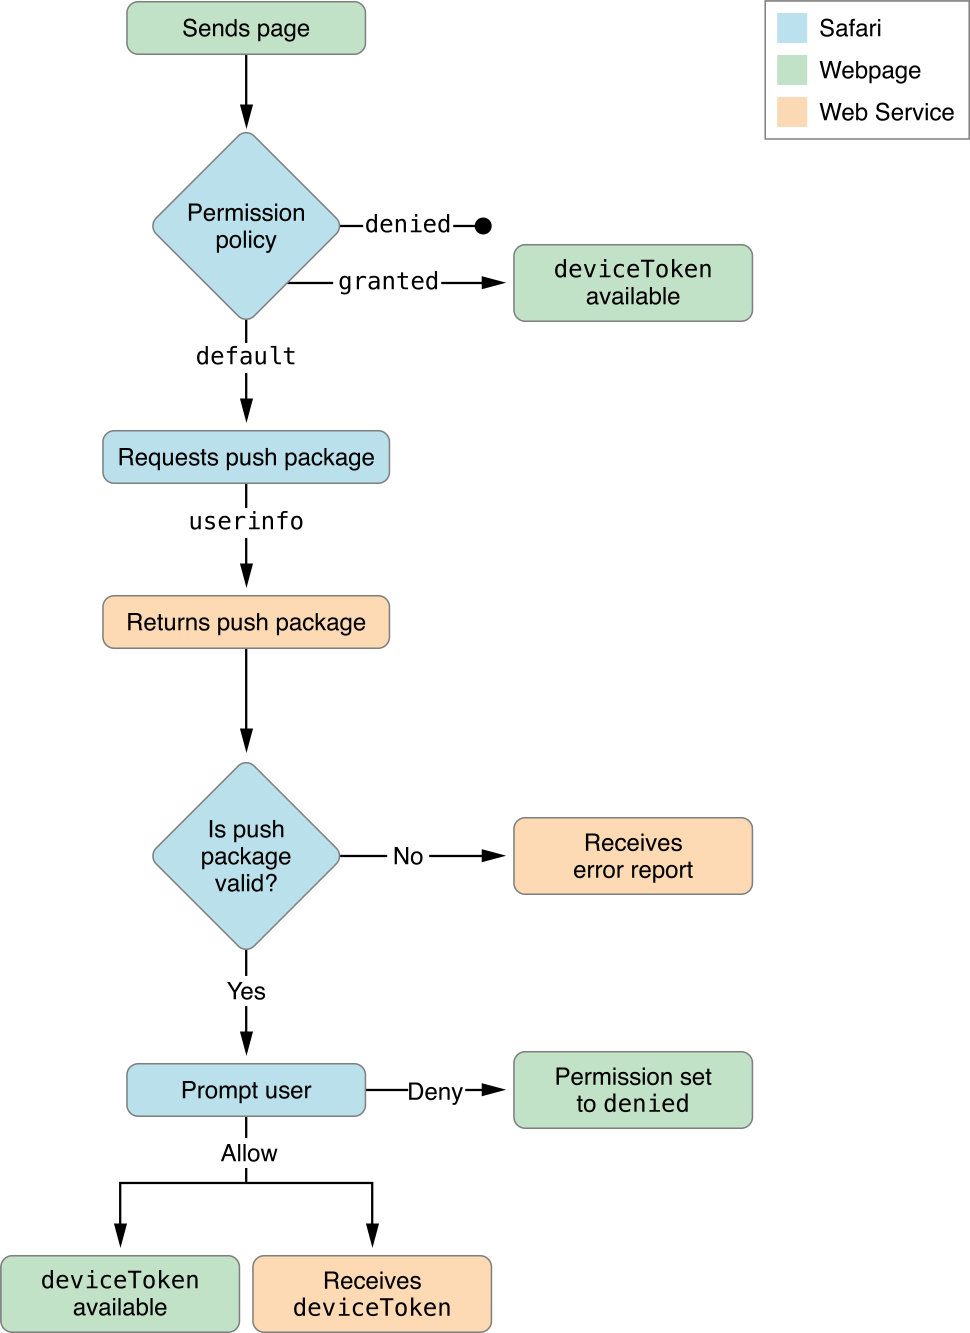 Sends page
Safari
Webpage
Web Service
Permission
policy
denied
granted
deviceToken
available
default
Requests push package
userinfo
Returns push package
Is push
package
valid?
No
Receives
error report
Yes
Prompt user
Deny
Permission set
to denied
Allow
deviceToken
available
Receives
deviceToken